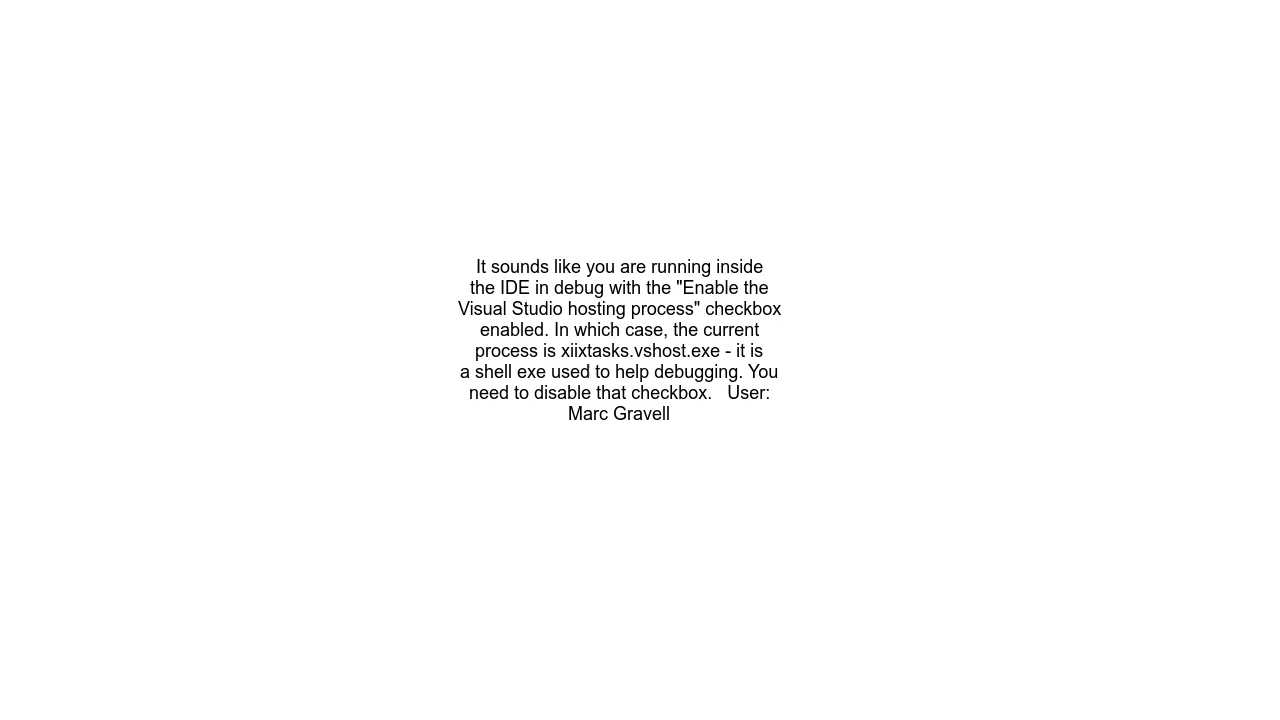 It sounds like you are running inside
the IDE in debug with the "Enable the
Visual Studio hosting process" checkbox
enabled. In which case, the current
process is xiixtasks.vshost.exe - it is
a shell exe used to help debugging. You
need to disable that checkbox.   User:
Marc Gravell